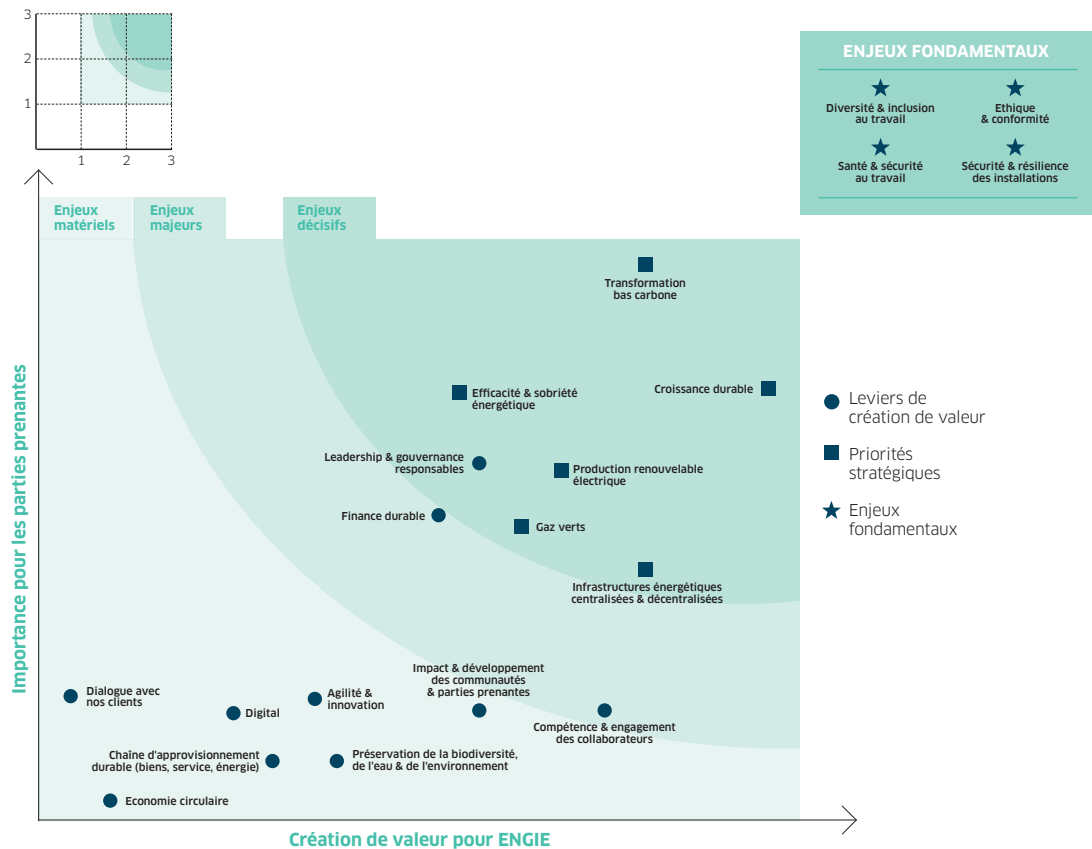 3
2
1
1
2
3
ENJEUX FONDAMENTAUX
Diversité & inclusion
au travail
Ethique
& conformité
Santé & sécurité
au travail
Sécurité & résilience
des installations
Enjeux
matériels
Enjeux
majeurs
Enjeux
décisifs
Transformation
bas carbone
Croissance durable
Efficacité & sobriété
énergétique
Leadership & gouvernance
responsables
Production renouvelable
électrique
Finance durable
Gaz verts
Infrastructures énergétiques
centralisées & décentralisées
Impact & développement
des communautés
& parties prenantes
Dialogue avec
nos clients
Agilité &
innovation
Digital
Compétence & engagement
des collaborateurs
Chaîne d'approvisionnement
durable (biens, service, énergie)
Préservation de la biodiversité,
de l'eau & de l'environnement
Economie circulaire
Importance pour les parties prenantes
Création de valeur pour ENGIE
Leviers de
création de valeur
Priorités
stratégiques
Enjeux
fondamentaux